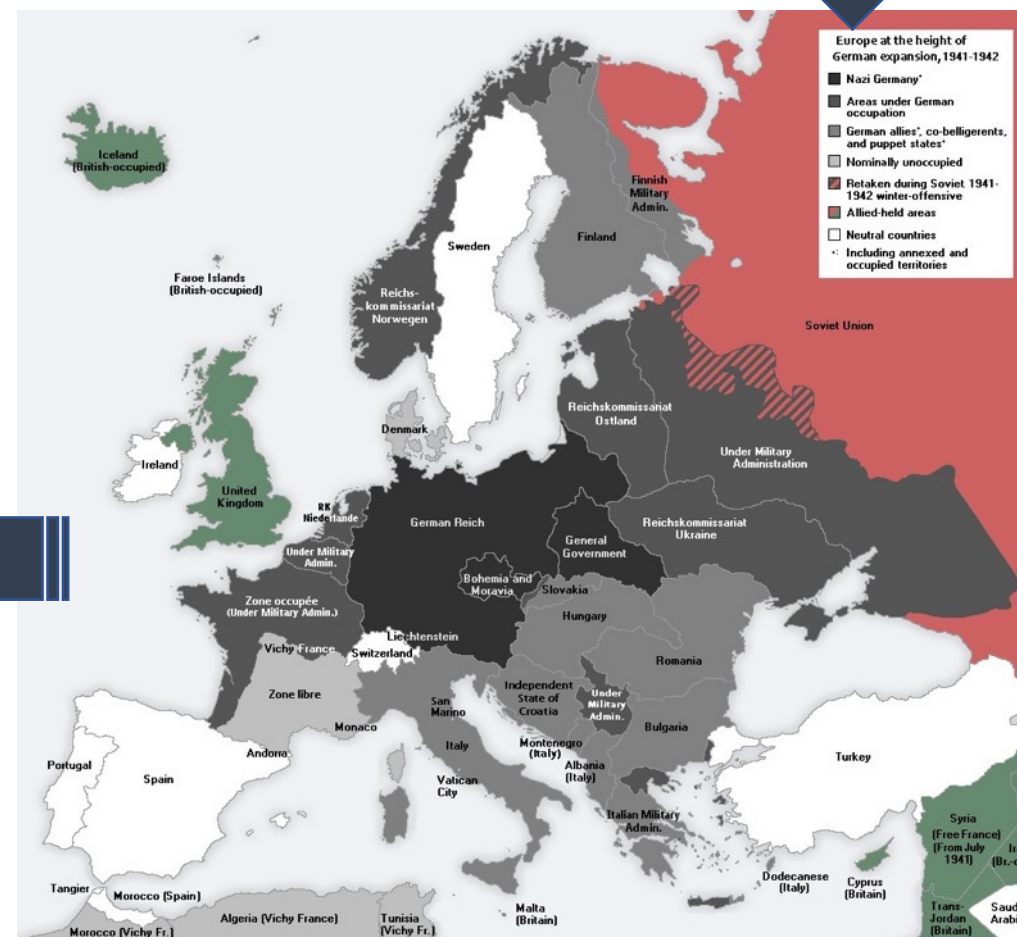 Europe at the height of
German expansion, 1941-1942
Nazi Germany*
Areas under German
occupation
German allies*, co-belligerents,
and puppet states*
Nominally unoccupied
Retaken during Soviet 1941-
1942 winter-offensive
Allied-held areas
Neutral countries
*: Including annexed and
occupied territories
Iceland
(British-occupied)
Faroe Islands
(British-occupied)
Finnish
Military
Admin.
Finland
Sweden
Reichs-
kommissariat
Norwegen
Soviet Union
Denmark
Reichskommissariat
Ostland
Under Military
Administration
Ireland
United
Kingdom
RK
Niederlande
German Reich
General
Government
Reichskommissariat
Ukraine
Under Military
Admin.
Bohemia and
Moravia
Slovakia
Zone occupée
(Under Military Admin.)
Hungary
Liechtenstein
Vichy France
Switzerland
Romania
Zone libre
San
Marino
Independent
State of
Croatia
Under
Military
Admin.
Monaco
Bulgaria
Andorra
Italy
Montenegro
(Italy)
Albania
(Italy)
Portugal
Spain
Turkey
Vatican
City
Italian Military
Admin.
Syria
(Free France)
(From July
1941)
Ir
(Br.-
Tangier
Morocco (Spain)
Dodecanese
(Italy)
Cyprus
(Britain)
Malta
(Britain)
Algeria (Vichy France)
Tunisia
(Vichy Fr.)
Morocco (Vichy Fr.)
Trans-
Jordan
(Britain)
Saud
Arabi